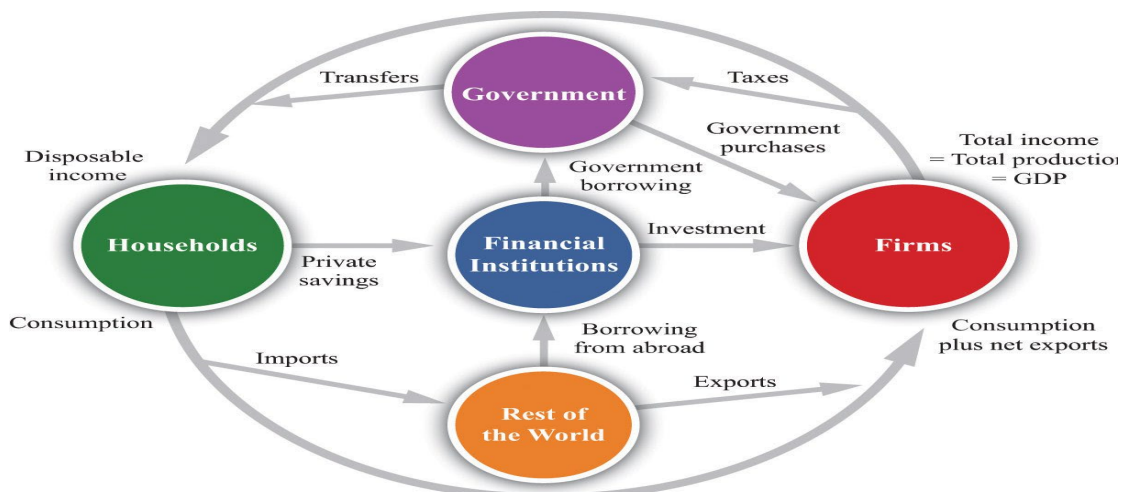 Transfers
Government
Taxes
Government
purchases
Total income
= Total production
= GDP
Disposable
income
Government
borrowing
Households
Private
savings
Financial
Institutions
Investment
Firms
Consumption
Imports
Borrowing
from abroad
Exports
Consumption
plus net exports
Rest of
the World